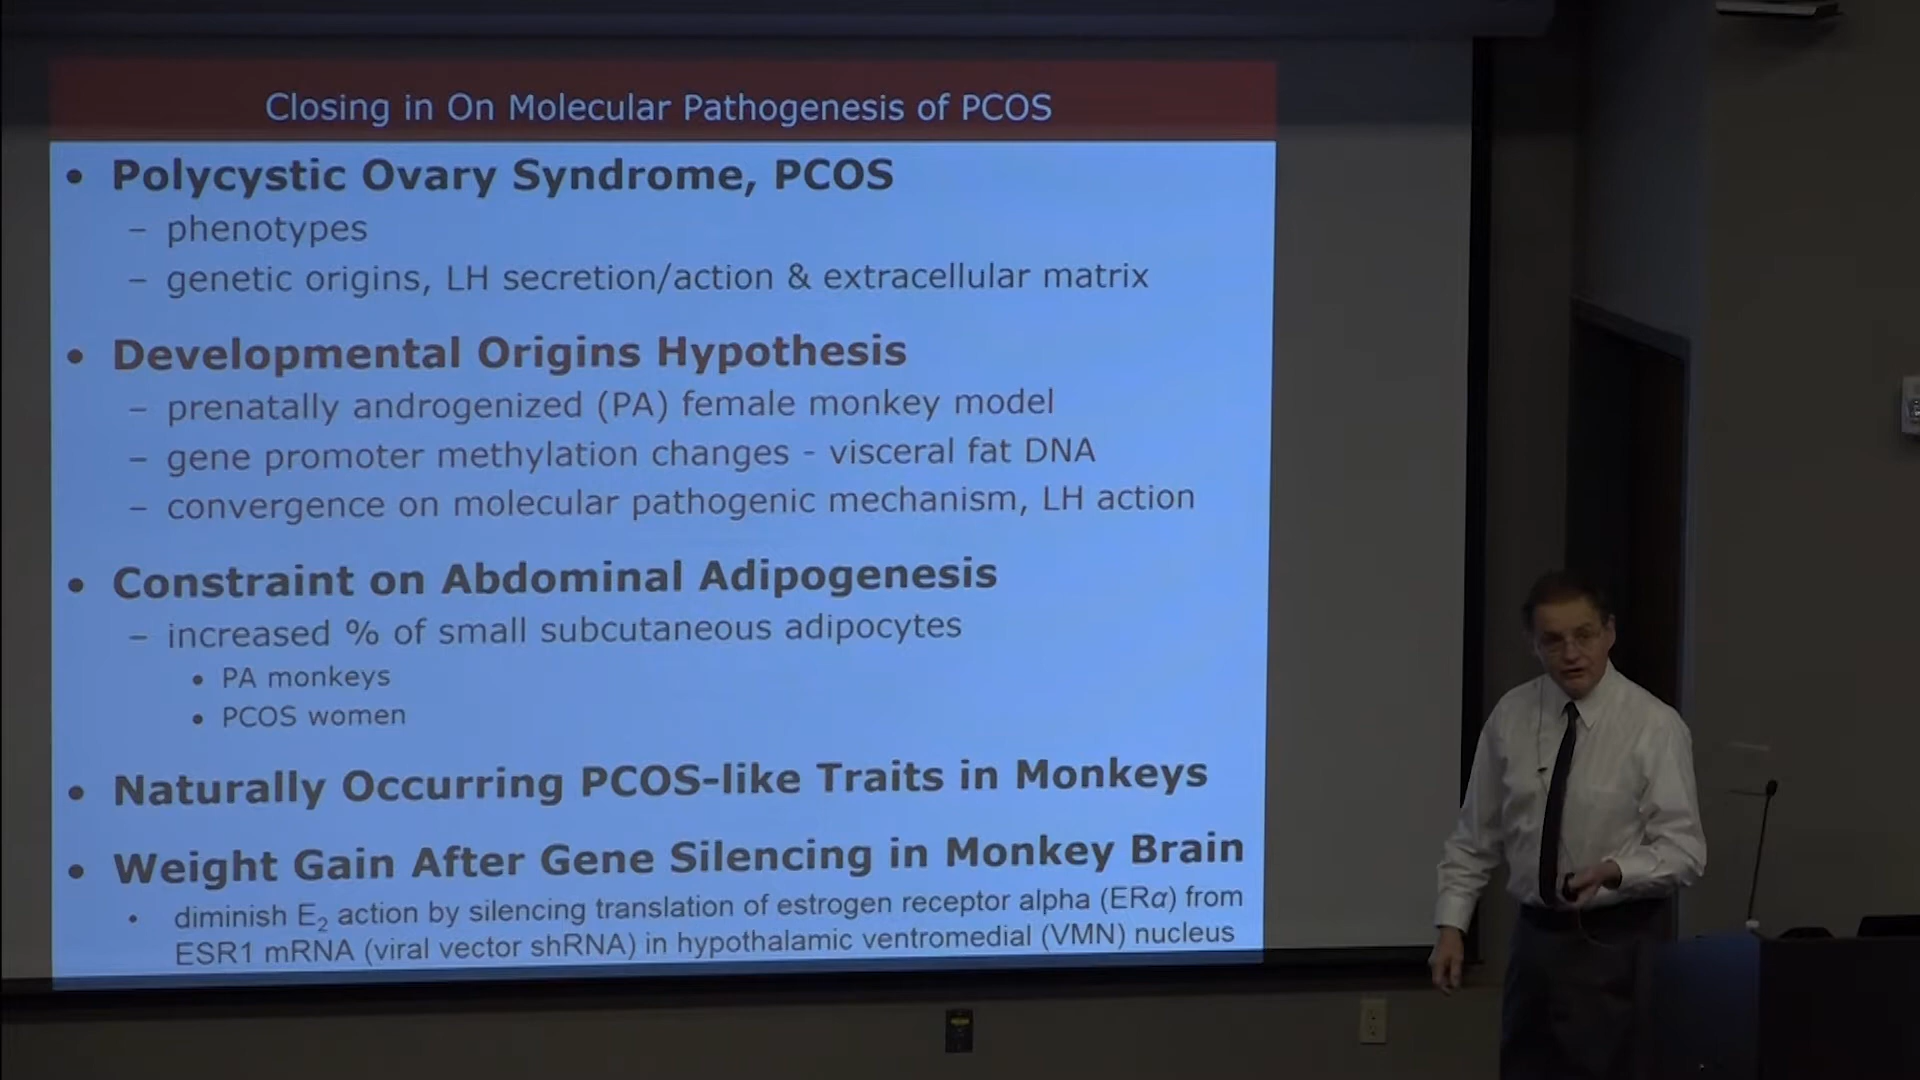 Closing in On Molecular Pathogenesis of PCOS
• Polycystic Ovary Syndrome, PCOS
– phenotypes
– genetic origins, LH secretion/action & extracellular matrix
• Developmental Origins Hypothesis
– prenatally androgenized (PA) female monkey model
– gene promoter methylation changes - visceral fat DNA
– convergence on molecular pathogenic mechanism, LH action
• Constraint on Abdominal Adipogenesis
– increased % of small subcutaneous adipocytes
• PA monkeys
• PCOS women
• Naturally Occurring PCOS-like Traits in Monkeys
• Weight Gain After Gene Silencing in Monkey Brain
• diminish E₂ action by silencing translation of estrogen receptor alpha (ERα) from
ESR1 mRNA (viral vector shRNA) in hypothalamic ventromedial (VMN) nucleus